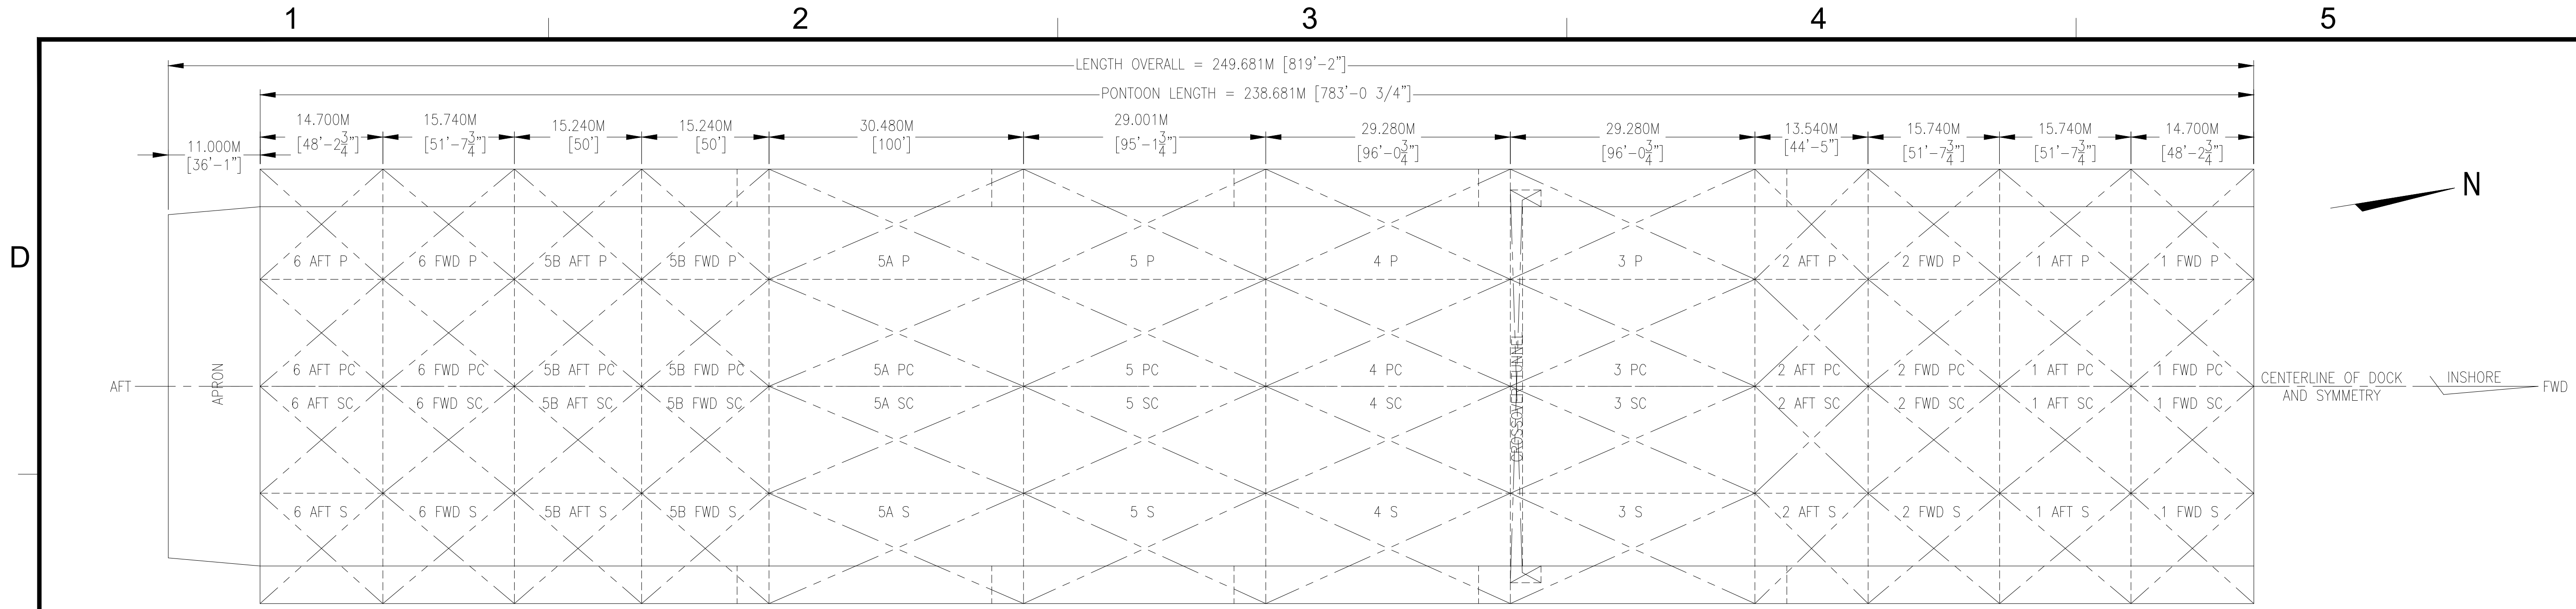 1 2 3 4 5
LENGTH OVERALL = 249.681M [819'-2"]
PONTOON LENGTH = 238.681M [783'-0 3/4"]
14.700M 15.740M 15.240M 15.240M 30.480M 29.001M 29.280M 29.280M 13.540M 15.740M 15.740M 14.700M
[48'-2 3/4"] [51'-7 3/4"] [50'] [50'] [100'] [95'-1 3/4"] [96'-0 3/4"] [96'-0 3/4"] [44'-5"] [51'-7 3/4"] [51'-7 3/4"] [48'-2 3/4"]
11.000M
[36'-1"]
N
D
6 AFT P 6 FWD P 5B AFT P 5B FWD P 5A P 5 P 4 P 3 P 2 AFT P 2 FWD P 1 AFT P 1 FWD P
6 AFT PC 6 FWD PC 5B AFT PC 5B FWD PC 5A PC 5 PC 4 PC 3 PC 2 AFT PC 2 FWD PC 1 AFT PC 1 FWD PC
AFT
APRON
CROSSOVER TUNNEL
CENTERLINE OF DOCK
AND SYMMETRY
INSHORE
FWD
6 AFT SC 6 FWD SC 5B AFT SC 5B FWD SC 5A SC 5 SC 4 SC 3 SC 2 AFT SC 2 FWD SC 1 AFT SC 1 FWD SC
6 AFT S 6 FWD S 5B AFT S 5B FWD S 5A S 5 S 4 S 3 S 2 AFT S 2 FWD S 1 AFT S 1 FWD S